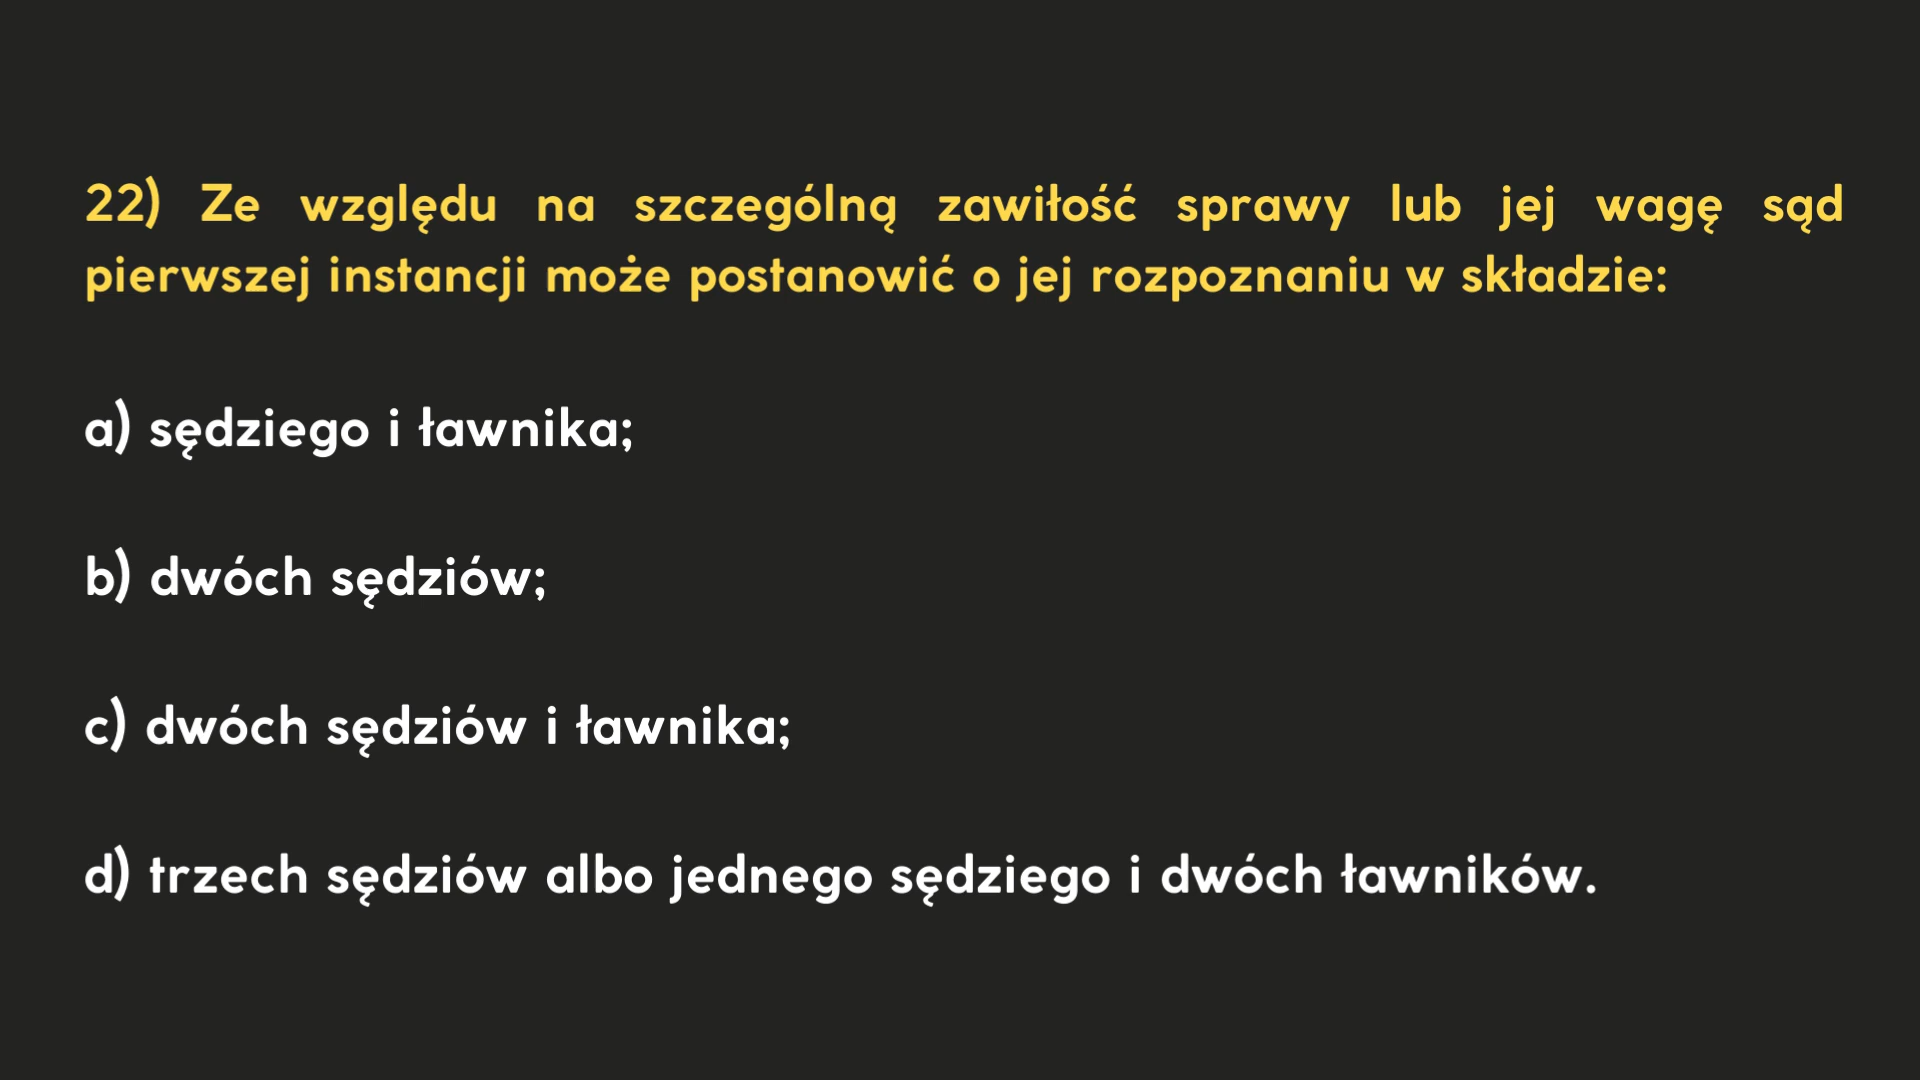 22) Ze względu na szczególną zawiłość sprawy lub jej wagę sąd
pierwszej instancji może postanowić o jej rozpoznaniu w składzie:
a) sędziego i ławnika;
b) dwóch sędziów;
c) dwóch sędziów i ławnika;
d) trzech sędziów albo jednego sędziego i dwóch ławników.